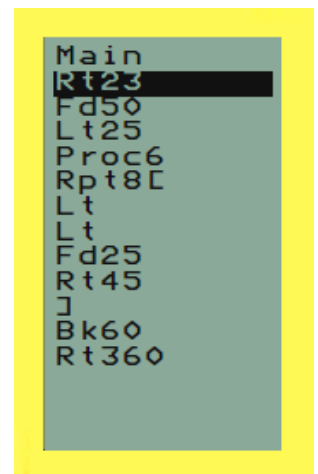 Main
Rt23
Fd50
Lt25
Proc6
Rpt8[
Lt
Lt
Fd25
Rt45
]
Bk60
Rt360